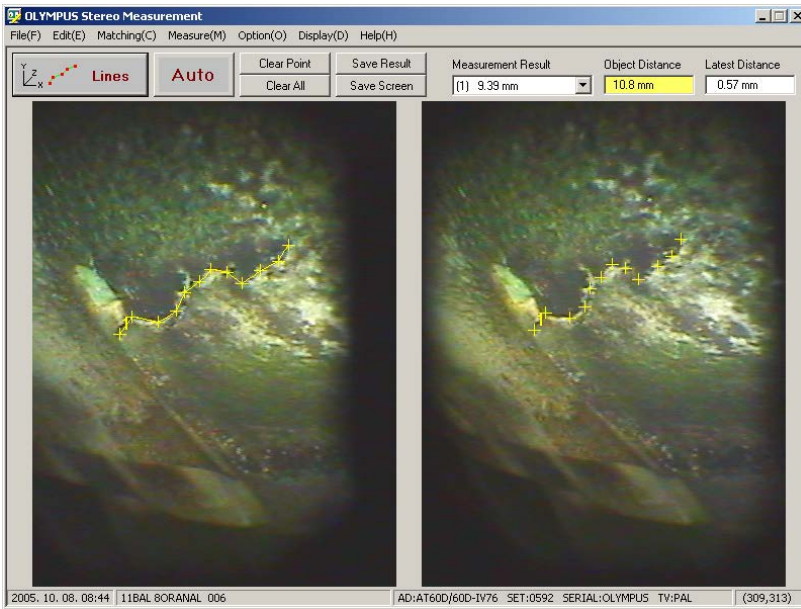 OLYMPUS Stereo Measurement
File(F) Edit(E) Matching(C) Measure(M) Option(O) Display(D) Help(H)
Y Z X Lines Auto
Clear Point Save Result
Clear All Save Screen
Measurement Result Object Distance Latest Distance
(1) 9.39 mm 10.8 mm 0.57 mm
2005. 10. 08. 08:44 11BAL 8ORANAL 006 AD:AT60D/60D-IV76 SET:0592 SERIAL:OLYMPUS TV:PAL (309,313)